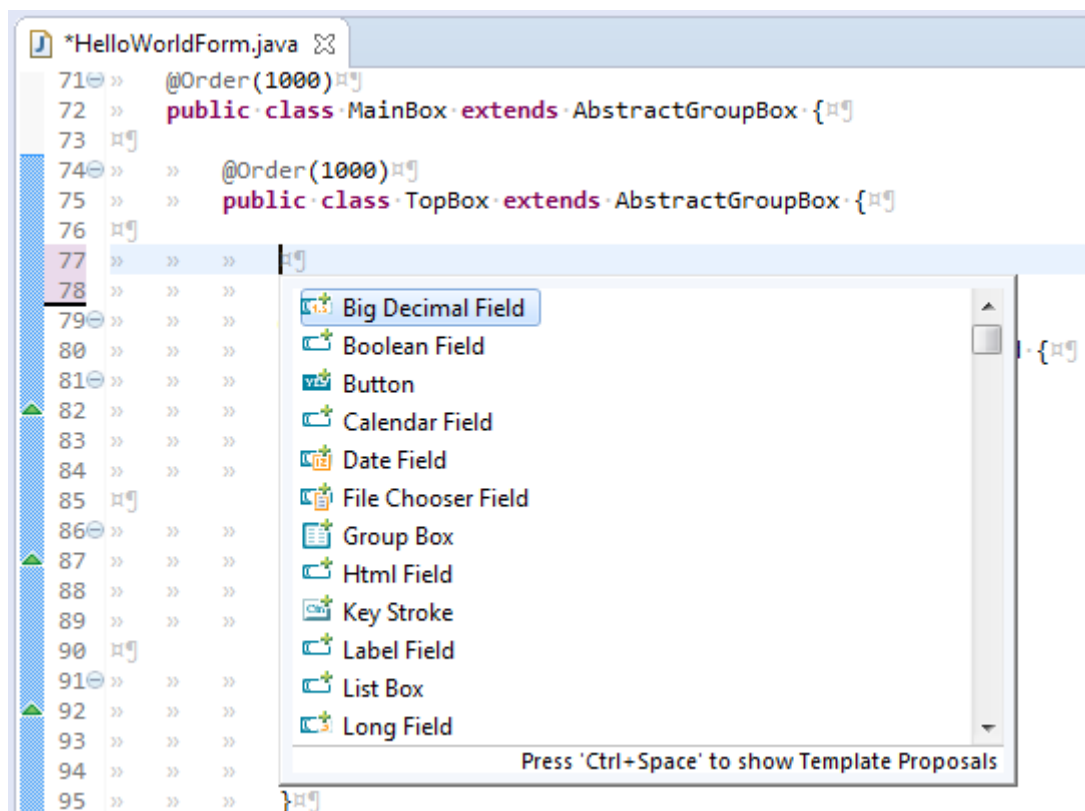 *HelloWorldForm.java
71 » @Order(1000)¤¶
72 » public·class·MainBox·extends·AbstractGroupBox·{¤¶
73 ¤¶
74 » » @Order(1000)¤¶
75 » » public·class·TopBox·extends·AbstractGroupBox·{¤¶
76 ¤¶
77 » » » ¤¶
78 » » »
Big Decimal Field
79 » » »
Boolean Field
80 » » » ·{¤¶
81 » » »
Button
82 » » »
Calendar Field
83 » » »
Date Field
84 » » »
File Chooser Field
85 ¤¶
86 » » »
Group Box
87 » » »
Html Field
88 » » »
Key Stroke
89 » » »
Label Field
90 ¤¶
91 » » »
List Box
92 » » »
Long Field
93 » » »
94 » » »
Press 'Ctrl+Space' to show Template Proposals
95 » » » }¤¶